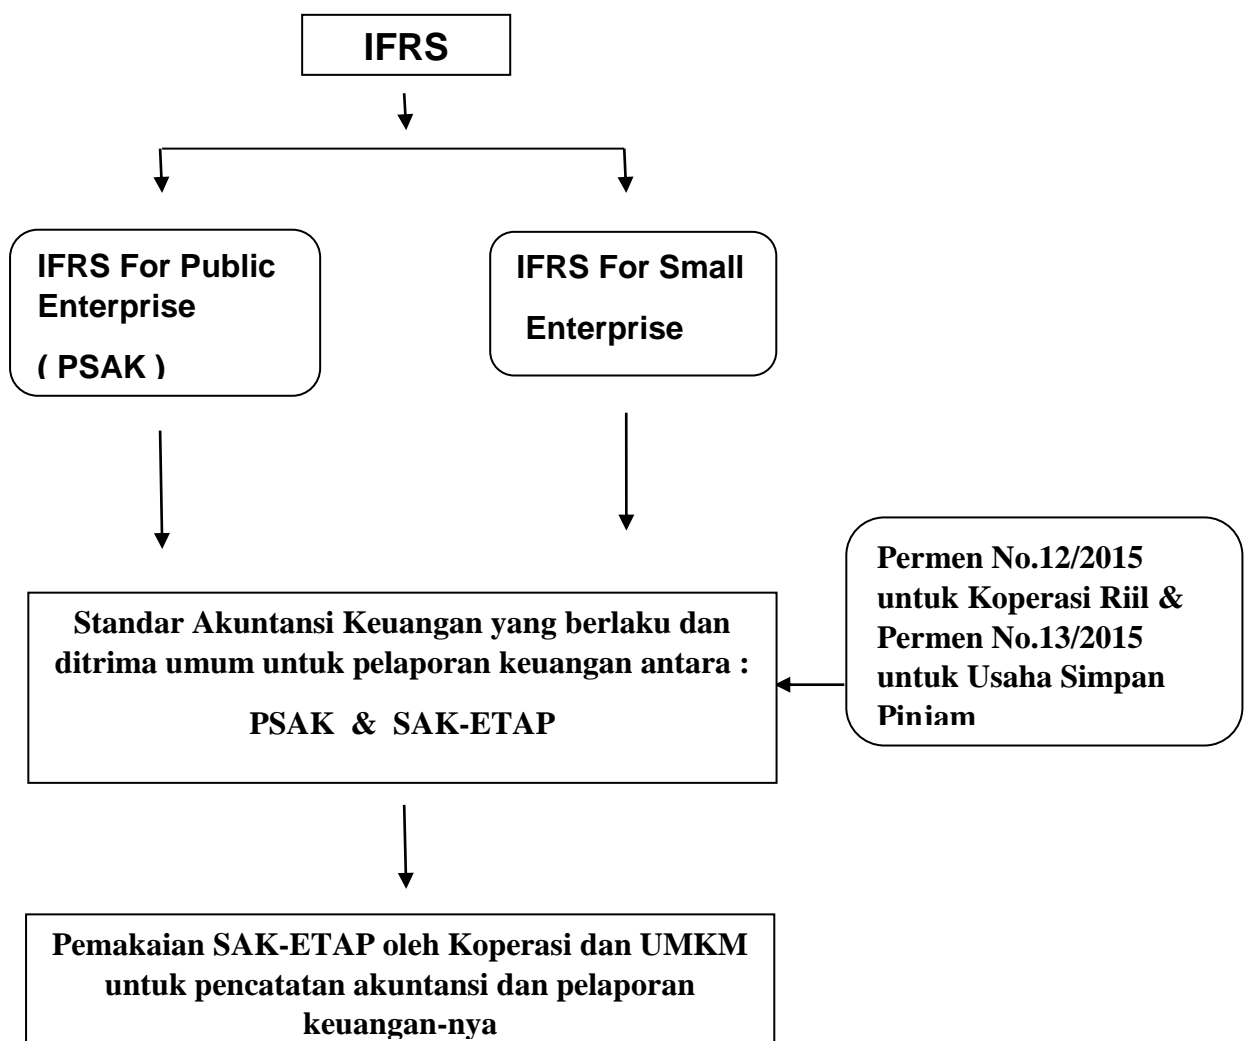 IFRS
IFRS For Public
Enterprise
( PSAK )
IFRS For Small
Enterprise
Permen No.12/2015
untuk Koperasi Riil &
Permen No.13/2015
untuk Usaha Simpan
Pinjam
Standar Akuntansi Keuangan yang berlaku dan
ditrima umum untuk pelaporan keuangan antara :
PSAK & SAK-ETAP
Pemakaian SAK-ETAP oleh Koperasi dan UMKM
untuk pencatatan akuntansi dan pelaporan
keuangan-nya